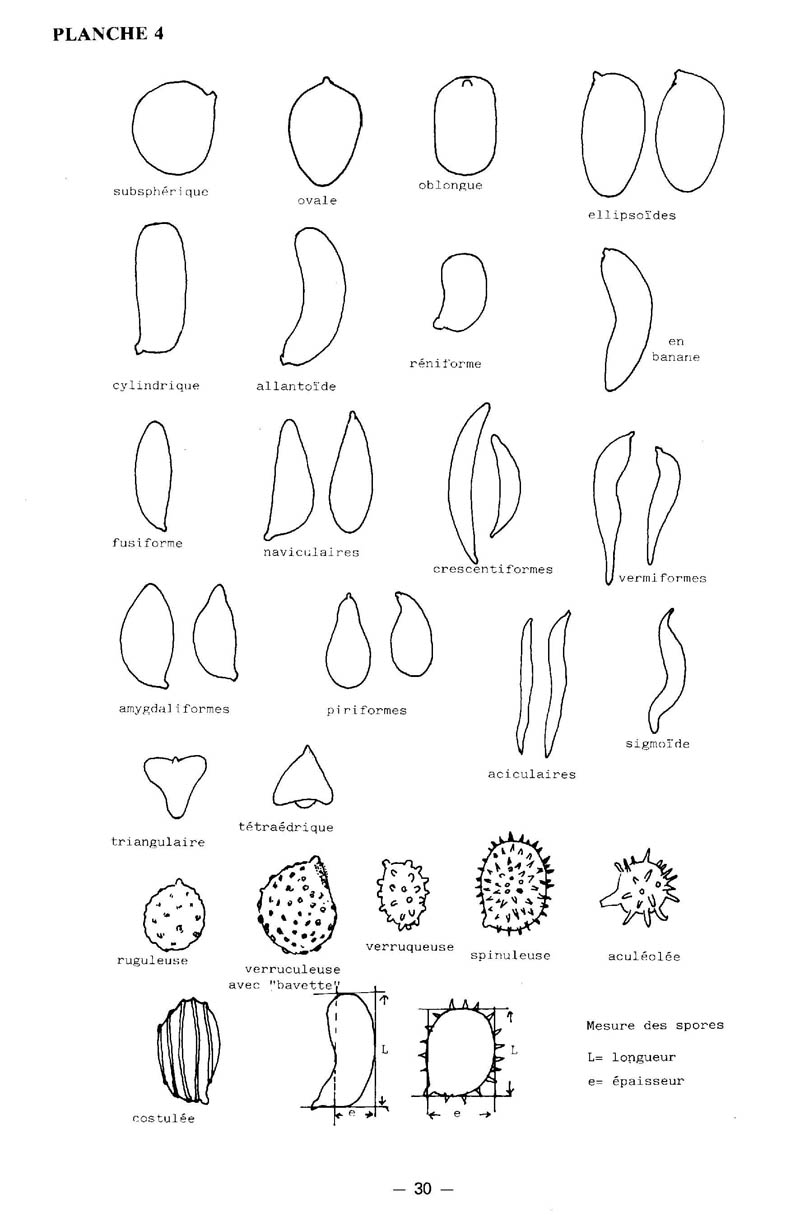 PLANCHE 4
subsphérique
ovale
oblongue
ellipsoïdes
cylindrique
allantoïde
réniforme
en
banane
fusiforme
naviculaires
crescentiformes
vermiformes
amygdaliformes
piriformes
aciculaires
sigmoïde
triangulaire
tétraédrique
ruguleuse
verruculeuse
avec "bavette"
verruqueuse
spinuleuse
aculéolée
costulée
L
e
L
e
Mesure des spores
L= longueur
e= épaisseur
— 30 —